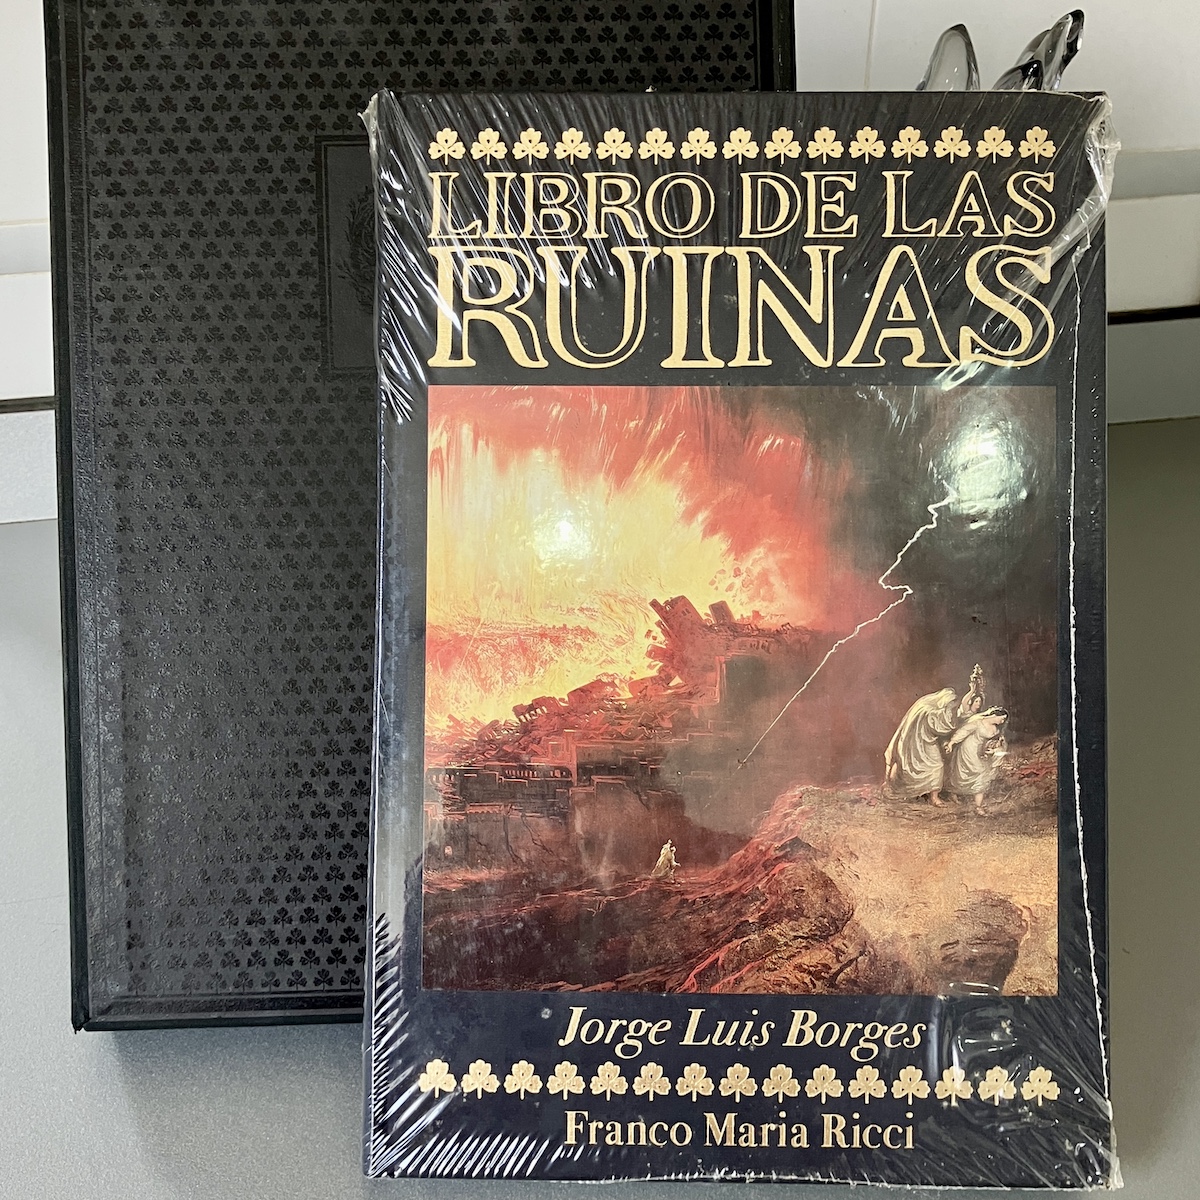 LIBRO DE LAS
RUINAS
Jorge Luis Borges
Franco Maria Ricci